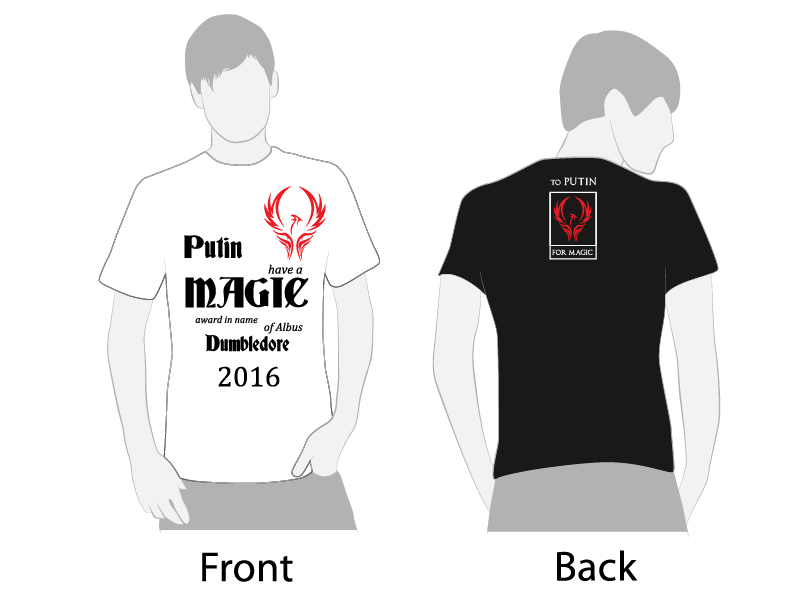 Putin
have a
MAGIC
award in name
of Albus
Dumbledore
2016
TO PUTIN
FOR MAGIC
Front
Back